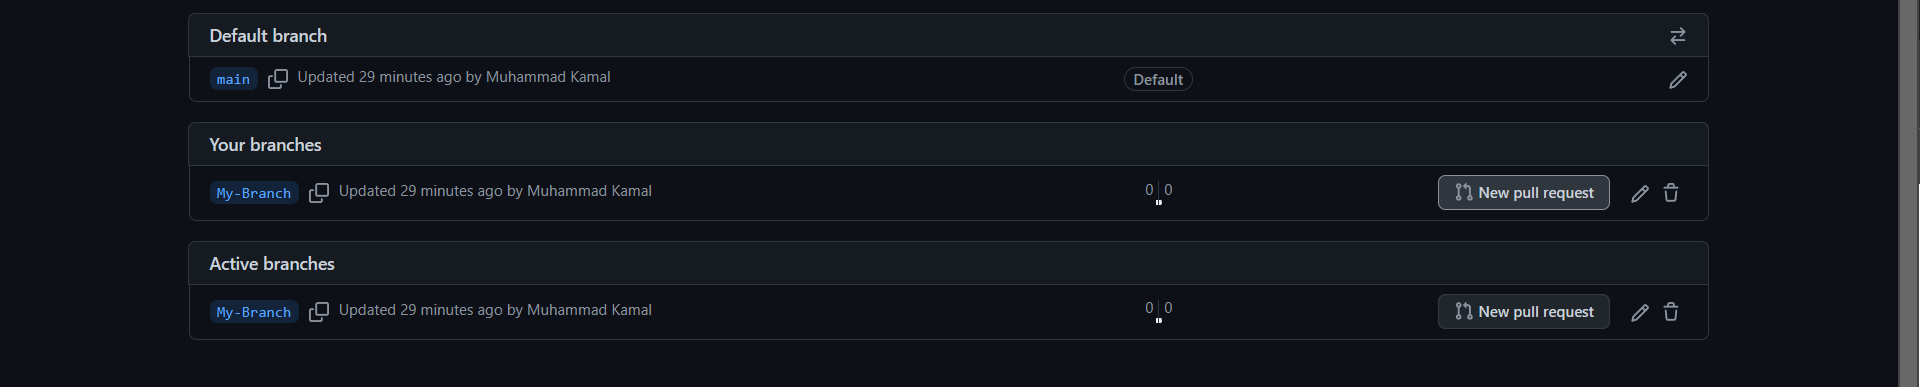 Default branch
main Updated 29 minutes ago by Muhammad Kamal Default
Your branches
My-Branch Updated 29 minutes ago by Muhammad Kamal 0 0 New pull request
Active branches
My-Branch Updated 29 minutes ago by Muhammad Kamal 0 0 New pull request